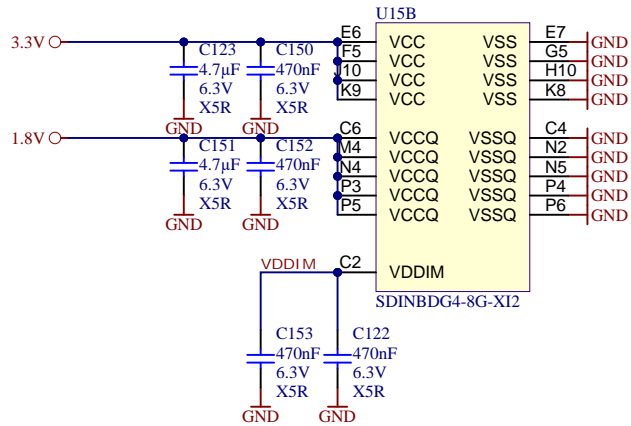 U15B
3.3V
E6 VCC VSS E7 GND
F5 VCC VSS G5 GND
J10 VCC VSS H10 GND
K9 VCC VSS K8 GND
C123
4.7µF
6.3V
X5R
GND
C150
470nF
6.3V
X5R
GND
1.8V
C6 VCCQ VSSQ C4 GND
M4 VCCQ VSSQ N2 GND
N4 VCCQ VSSQ N5 GND
P3 VCCQ VSSQ P4 GND
P5 VCCQ VSSQ P6 GND
C151
4.7µF
6.3V
X5R
GND
C152
470nF
6.3V
X5R
GND
VDDIM C2 VDDIM
SDINBDG4-8G-XI2
C153
470nF
6.3V
X5R
GND
C122
470nF
6.3V
X5R
GND